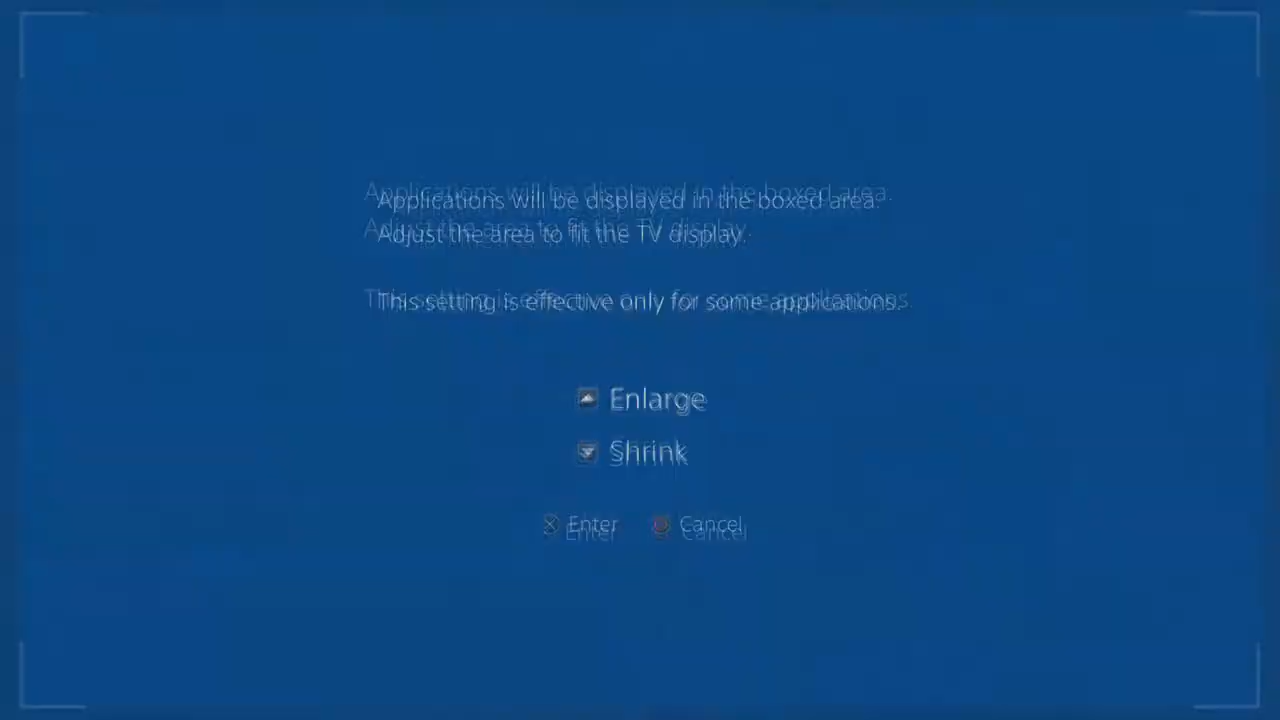 Applications will be displayed in the boxed area.
Adjust the area to fit the TV display.
This setting is effective only for some applications.
Enlarge
Shrink
Enter Cancel